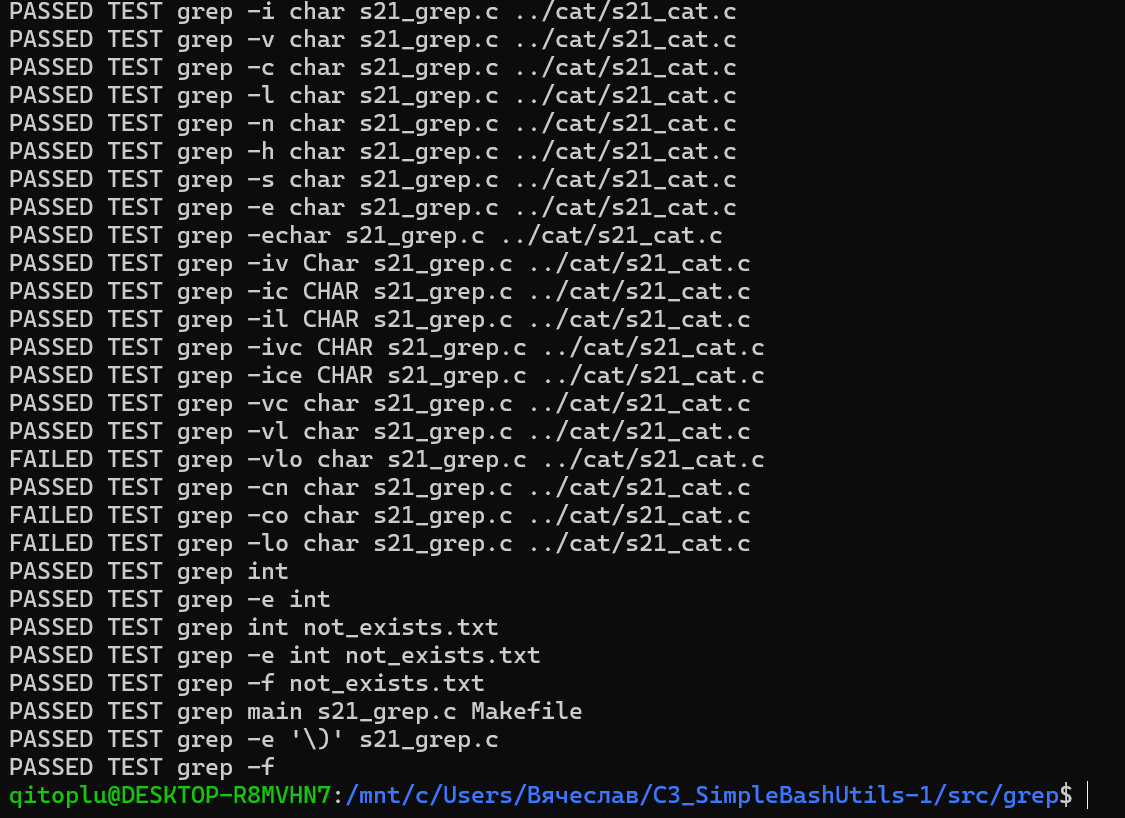 PASSED TEST grep -i char s21_grep.c ../cat/s21_cat.c
PASSED TEST grep -v char s21_grep.c ../cat/s21_cat.c
PASSED TEST grep -c char s21_grep.c ../cat/s21_cat.c
PASSED TEST grep -l char s21_grep.c ../cat/s21_cat.c
PASSED TEST grep -n char s21_grep.c ../cat/s21_cat.c
PASSED TEST grep -h char s21_grep.c ../cat/s21_cat.c
PASSED TEST grep -s char s21_grep.c ../cat/s21_cat.c
PASSED TEST grep -e char s21_grep.c ../cat/s21_cat.c
PASSED TEST grep -echar s21_grep.c ../cat/s21_cat.c
PASSED TEST grep -iv Char s21_grep.c ../cat/s21_cat.c
PASSED TEST grep -ic CHAR s21_grep.c ../cat/s21_cat.c
PASSED TEST grep -il CHAR s21_grep.c ../cat/s21_cat.c
PASSED TEST grep -ivc CHAR s21_grep.c ../cat/s21_cat.c
PASSED TEST grep -ice CHAR s21_grep.c ../cat/s21_cat.c
PASSED TEST grep -vc char s21_grep.c ../cat/s21_cat.c
PASSED TEST grep -vl char s21_grep.c ../cat/s21_cat.c
FAILED TEST grep -vlo char s21_grep.c ../cat/s21_cat.c
PASSED TEST grep -cn char s21_grep.c ../cat/s21_cat.c
FAILED TEST grep -co char s21_grep.c ../cat/s21_cat.c
FAILED TEST grep -lo char s21_grep.c ../cat/s21_cat.c
PASSED TEST grep int
PASSED TEST grep -e int
PASSED TEST grep int not_exists.txt
PASSED TEST grep -e int not_exists.txt
PASSED TEST grep -f not_exists.txt
PASSED TEST grep main s21_grep.c Makefile
PASSED TEST grep -e '\)' s21_grep.c
PASSED TEST grep -f
qitoplu@DESKTOP-R8MVHN7:/mnt/c/Users/Вячеслав/C3_SimpleBashUtils-1/src/grep$